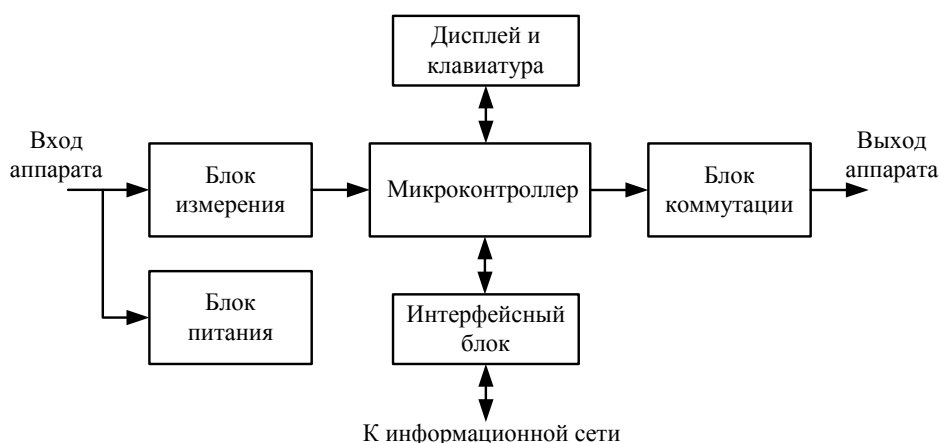 Дисплей и
клавиатура
Вход
аппарата
Блок
измерения
Микроконтроллер
Блок
коммутации
Выход
аппарата
Блок
питания
Интерфейсный
блок
К информационной сети